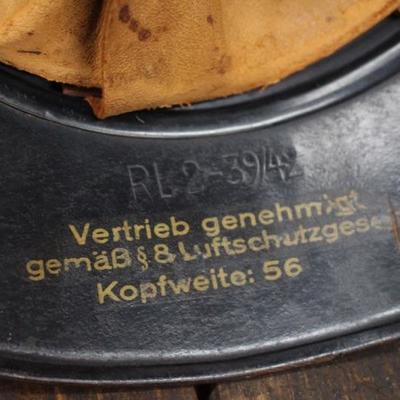 RL 2-39/42
Vertrieb genehmigt
gemäß § 8 Luftschutzgese
Kopfweite: 56